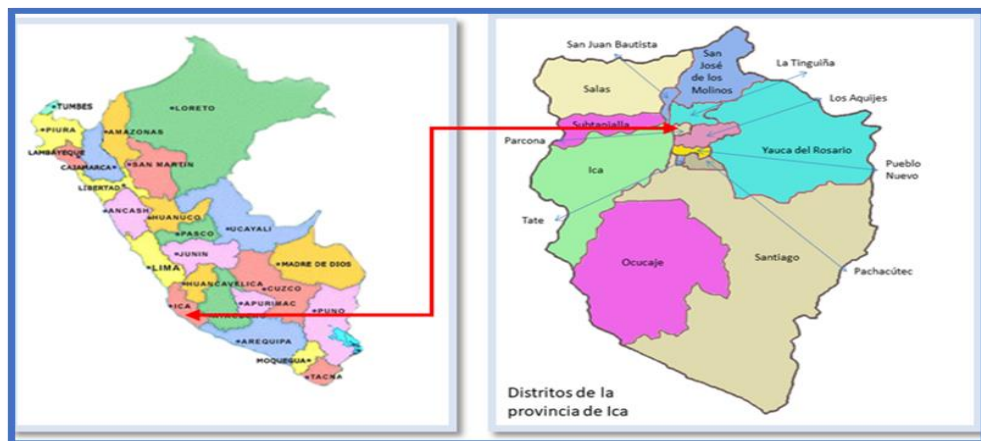 TUMBES
LORETO
PIURA
AMAZONAS
LAMBAYEQUE
CAJAMARCA
SAN MARTIN
LIBERTAD
ANCASH
HUANUCO
UCAYALI
PASCO
JUNIN
LIMA
MADRE DE DIOS
HUANCAVELICA
CUZCO
ICA
APURIMAC
PUNO
AREQUIPA
MOQUEGUA
TACNA
San Juan Bautista
San
José
de los
Molinos
La Tinguiña
Salas
Los Aquijes
Subtanjalla
Parcona
Yauca del Rosario
Ica
Pueblo
Nuevo
Tate
Ocucaje
Santiago
Pachacútec
Distritos de la
provincia de Ica